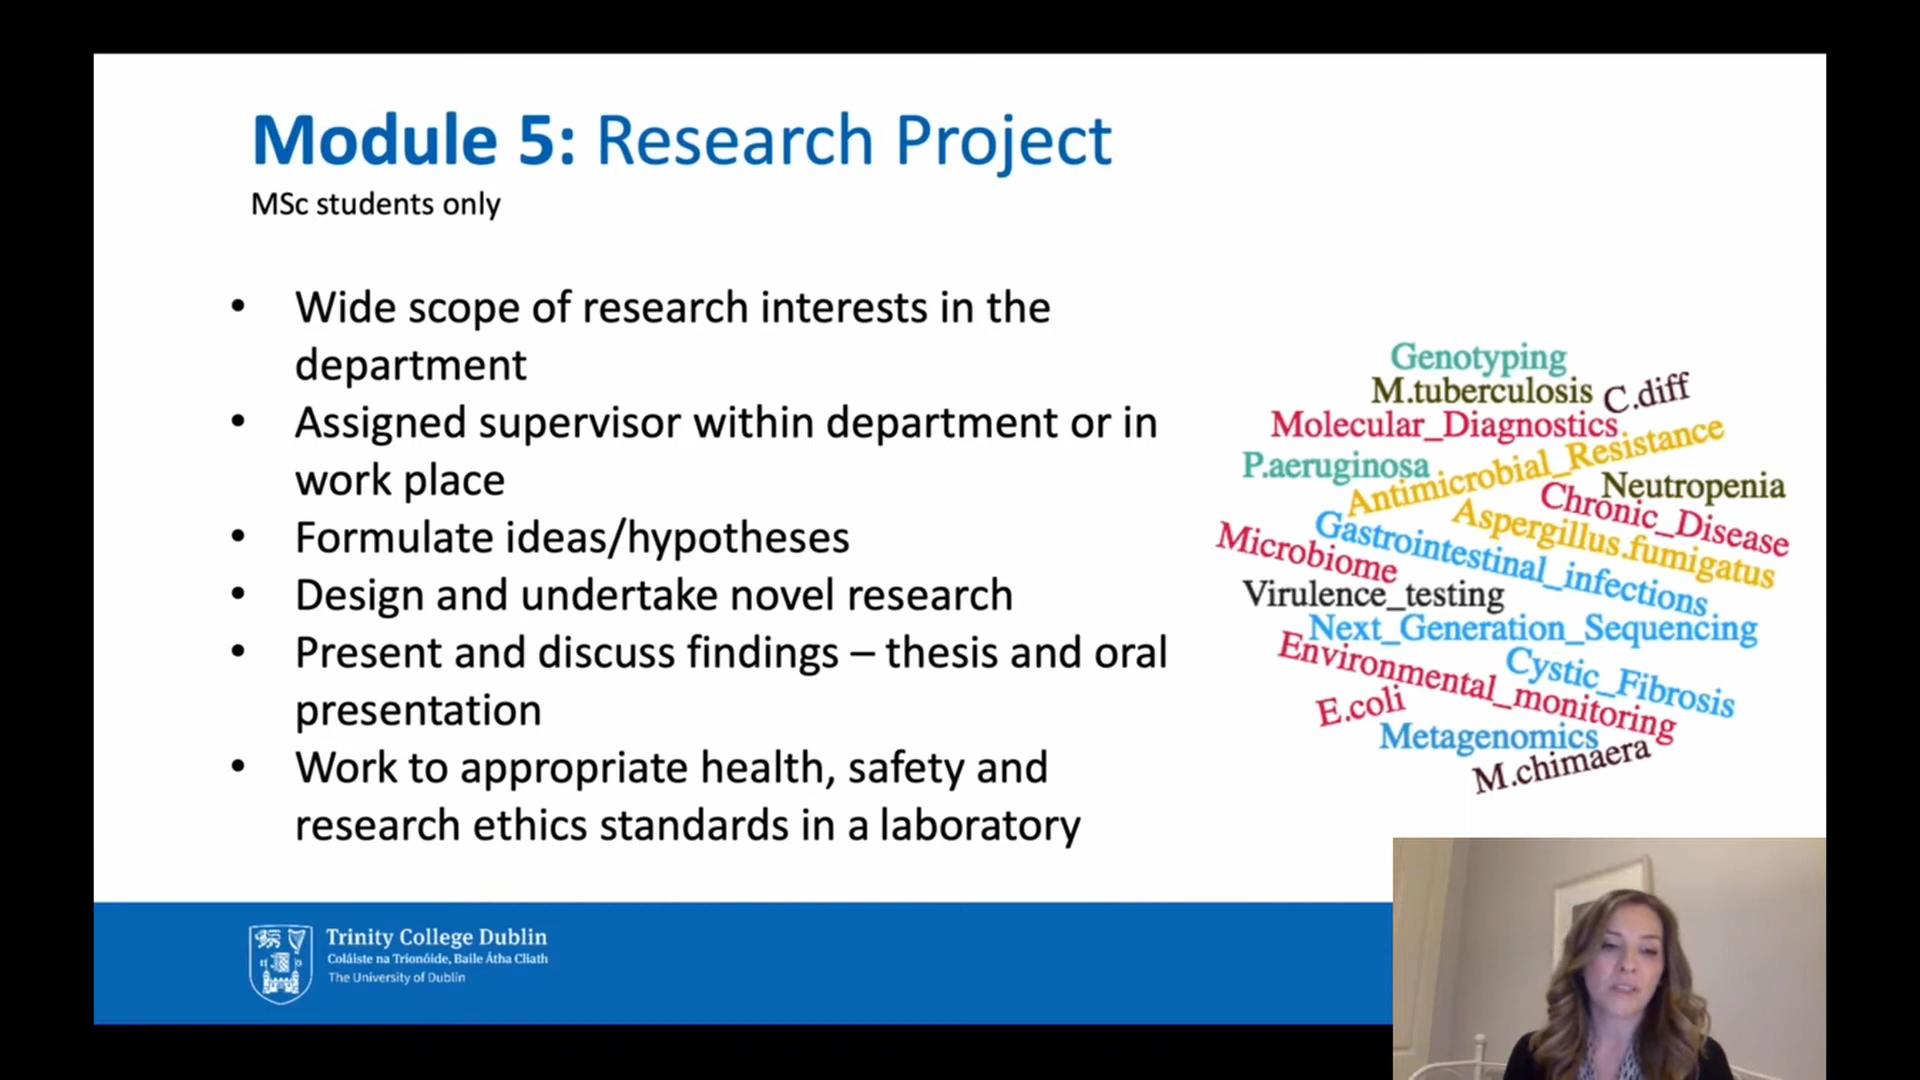 Module 5: Research Project
MSc students only
• Wide scope of research interests in the
department
• Assigned supervisor within department or in
work place
• Formulate ideas/hypotheses
• Design and undertake novel research
• Present and discuss findings – thesis and oral
presentation
• Work to appropriate health, safety and
research ethics standards in a laboratory
Genotyping
M.tuberculosis
C.diff
Molecular_Diagnostics
Antimicrobial_Resistance
P.aeruginosa
Neutropenia
Chronic_Disease
Aspergillus.fumigatus
Gastrointestinal_infections
Microbiome
Virulence_testing
Next_Generation_Sequencing
Environmental_monitoring
Cystic_Fibrosis
E.coli
Metagenomics
M.chimaera
Trinity College Dublin
Coláiste na Tríonóide, Baile Átha Cliath
The University of Dublin